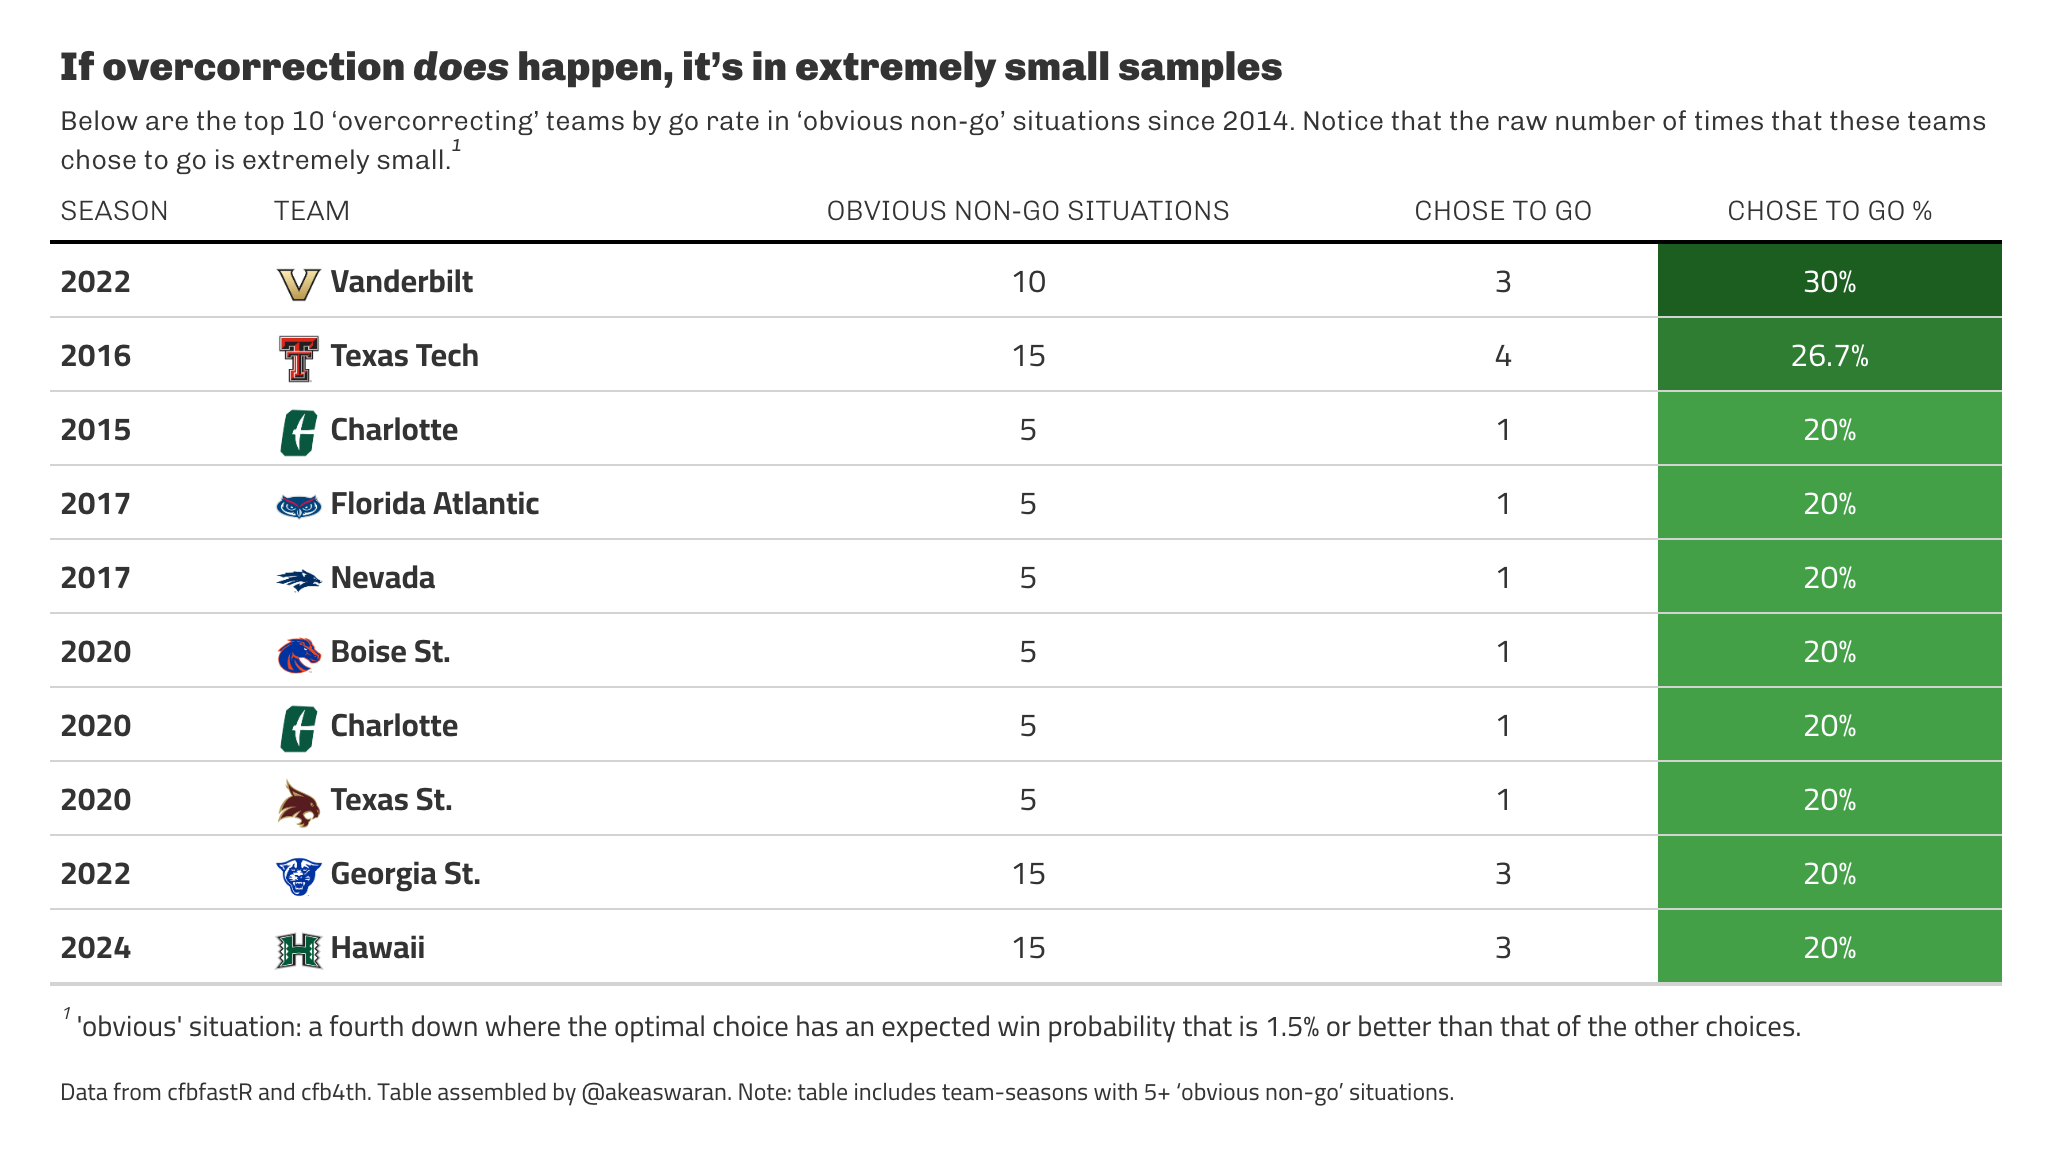 If overcorrection does happen, it’s in extremely small samples
Below are the top 10 ‘overcorrecting’ teams by go rate in ‘obvious non-go’ situations since 2014. Notice that the raw number of times that these teams
chose to go is extremely small.1
SEASON TEAM OBVIOUS NON-GO SITUATIONS CHOSE TO GO CHOSE TO GO %
2022 Vanderbilt 10 3 30%
2016 Texas Tech 15 4 26.7%
2015 Charlotte 5 1 20%
2017 Florida Atlantic 5 1 20%
2017 Nevada 5 1 20%
2020 Boise St. 5 1 20%
2020 Charlotte 5 1 20%
2020 Texas St. 5 1 20%
2022 Georgia St. 15 3 20%
2024 Hawaii 15 3 20%
1 'obvious' situation: a fourth down where the optimal choice has an expected win probability that is 1.5% or better than that of the other choices.
Data from cfbfastR and cfb4th. Table assembled by @akeaswaran. Note: table includes team-seasons with 5+ ‘obvious non-go’ situations.